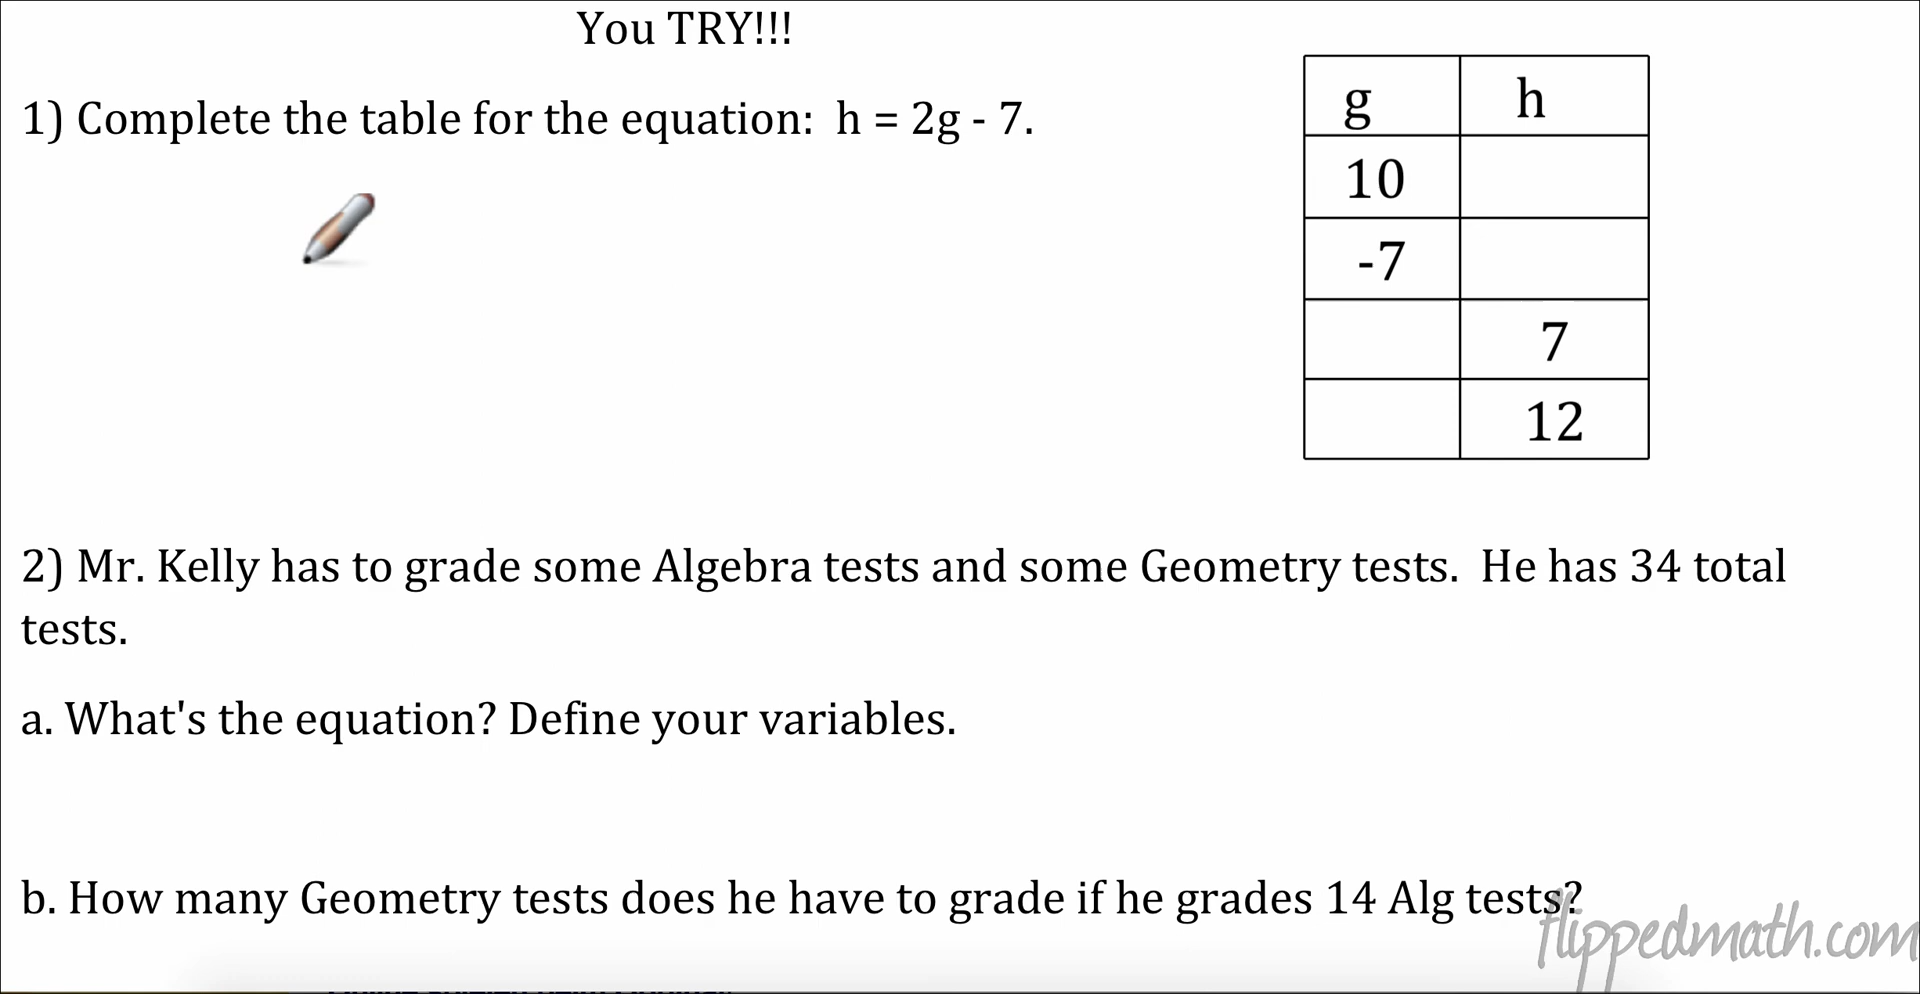 You TRY!!!
1) Complete the table for the equation:  h = 2g - 7.
g h
10
-7
7
12
2) Mr. Kelly has to grade some Algebra tests and some Geometry tests.  He has 34 total
tests.
a. What's the equation? Define your variables.
b. How many Geometry tests does he have to grade if he grades 14 Alg tests?
flippedmath.com